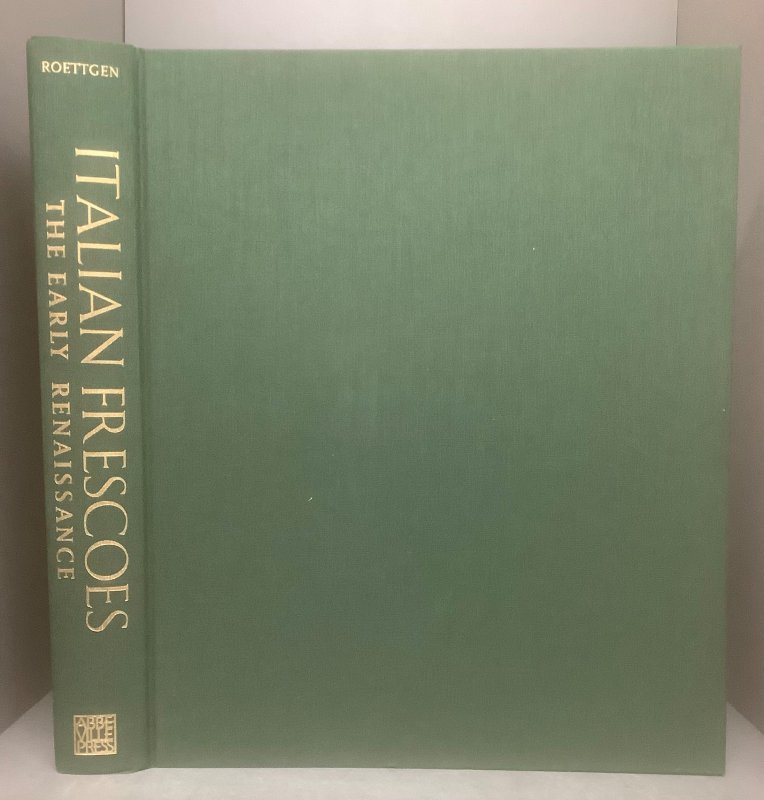 ROETTGEN
ITALIAN FRESCOES
THE EARLY RENAISSANCE
ABBE
VILLE
PRESS